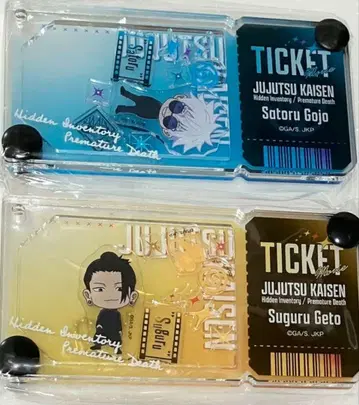 JUJUTSU
KAISEN
Hidden Inventory
Premature Death
TICKET
JUJUTSU KAISEN
Hidden Inventory / Premature Death
Satoru Gojo
©GA/S, JKP
JUJUTSU
KAISEN
Hidden Inventory
Premature Death
TICKET
Movie
JUJUTSU KAISEN
Hidden Inventory / Premature Death
Suguru Geto
©GA/S, JKP